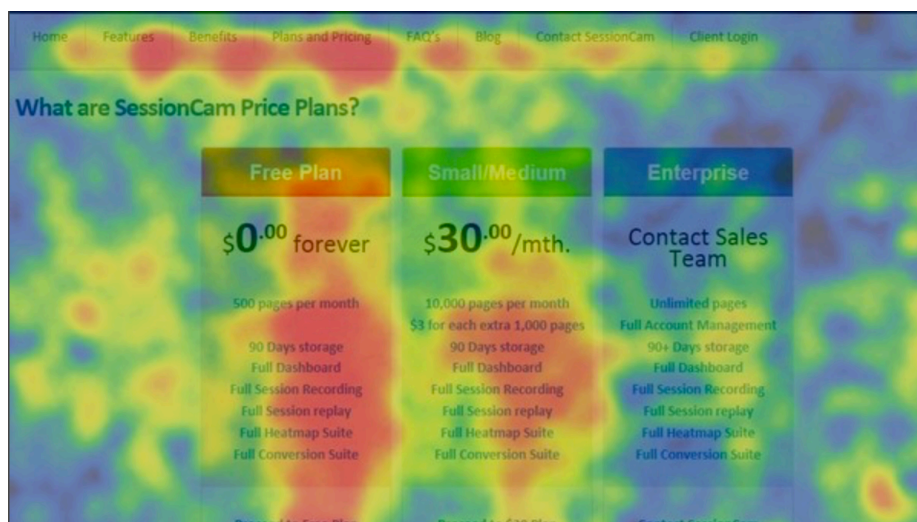 Home Features Benefits Plans and Pricing FAQ's Blog Contact SessionCam Client Login
What are SessionCam Price Plans?
Free Plan
$0.00 forever
500 pages per month
90 Days storage
Full Dashboard
Full Session Recording
Full Session replay
Full Heatmap Suite
Full Conversion Suite
Small/Medium
$30.00/mth.
10,000 pages per month
$3 for each extra 1,000 pages
90 Days storage
Full Dashboard
Full Session Recording
Full Session replay
Full Heatmap Suite
Full Conversion Suite
Enterprise
Contact Sales
Team
Unlimited pages
Full Account Management
90+ Days storage
Full Dashboard
Full Session Recording
Full Session replay
Full Heatmap Suite
Full Conversion Suite